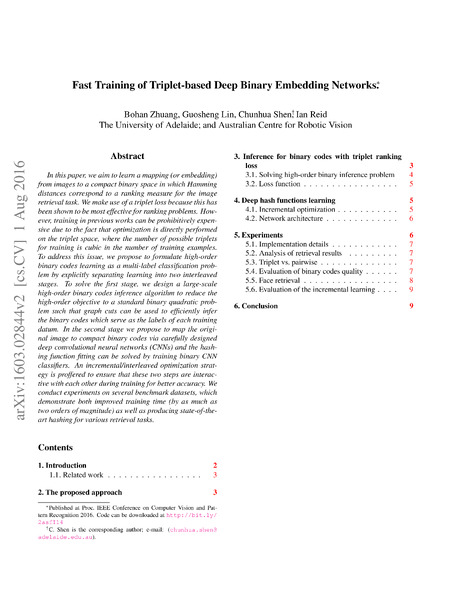 Fast Training of Triplet-based Deep Binary Embedding Networks*
Bohan Zhuang, Guosheng Lin, Chunhua Shen†, Ian Reid
The University of Adelaide; and Australian Centre for Robotic Vision
arXiv:1603.02844v2 [cs.CV] 1 Aug 2016
Abstract
In this paper, we aim to learn a mapping (or embedding)
from images to a compact binary space in which Hamming
distances correspond to a ranking measure for the image
retrieval task. We make use of a triplet loss because this has
been shown to be most effective for ranking problems. How-
ever, training in previous works can be prohibitively expen-
sive due to the fact that optimization is directly performed
on the triplet space, where the number of possible triplets
for training is cubic in the number of training examples.
To address this issue, we propose to formulate high-order
binary codes learning as a multi-label classification prob-
lem by explicitly separating learning into two interleaved
stages. To solve the first stage, we design a large-scale
high-order binary codes inference algorithm to reduce the
high-order objective to a standard binary quadratic prob-
lem such that graph cuts can be used to efficiently infer
the binary codes which serve as the labels of each training
datum. In the second stage we propose to map the orig-
inal image to compact binary codes via carefully designed
deep convolutional neural networks (CNNs) and the hash-
ing function fitting can be solved by training binary CNN
classifiers. An incremental/interleaved optimization strat-
egy is proffered to ensure that these two steps are interac-
tive with each other during training for better accuracy. We
conduct experiments on several benchmark datasets, which
demonstrate both improved training time (by as much as
two orders of magnitude) as well as producing state-of-the-
art hashing for various retrieval tasks.
Contents
1. Introduction 2
1.1. Related work . . . . . . . . . . . . . . . . . 3
2. The proposed approach 3
*Published at Proc. IEEE Conference on Computer Vision and Pat-
tern Recognition 2016. Code can be downloaded at http://bit.ly/
2asfI14
†C. Shen is the corresponding author; e-mail: (chunhua.shen@
adelaide.edu.au).
3. Inference for binary codes with triplet ranking
loss 3
3.1. Solving high-order binary inference problem 4
3.2. Loss function . . . . . . . . . . . . . . . . . 5
4. Deep hash functions learning 5
4.1. Incremental optimization . . . . . . . . . . . 5
4.2. Network architecture . . . . . . . . . . . . . 6
5. Experiments 6
5.1. Implementation details . . . . . . . . . . . . 7
5.2. Analysis of retrieval results . . . . . . . . . 7
5.3. Triplet vs. pairwise . . . . . . . . . . . . . . 7
5.4. Evaluation of binary codes quality . . . . . . 7
5.5. Face retrieval . . . . . . . . . . . . . . . . . 8
5.6. Evaluation of the incremental learning . . . . 9
6. Conclusion 9